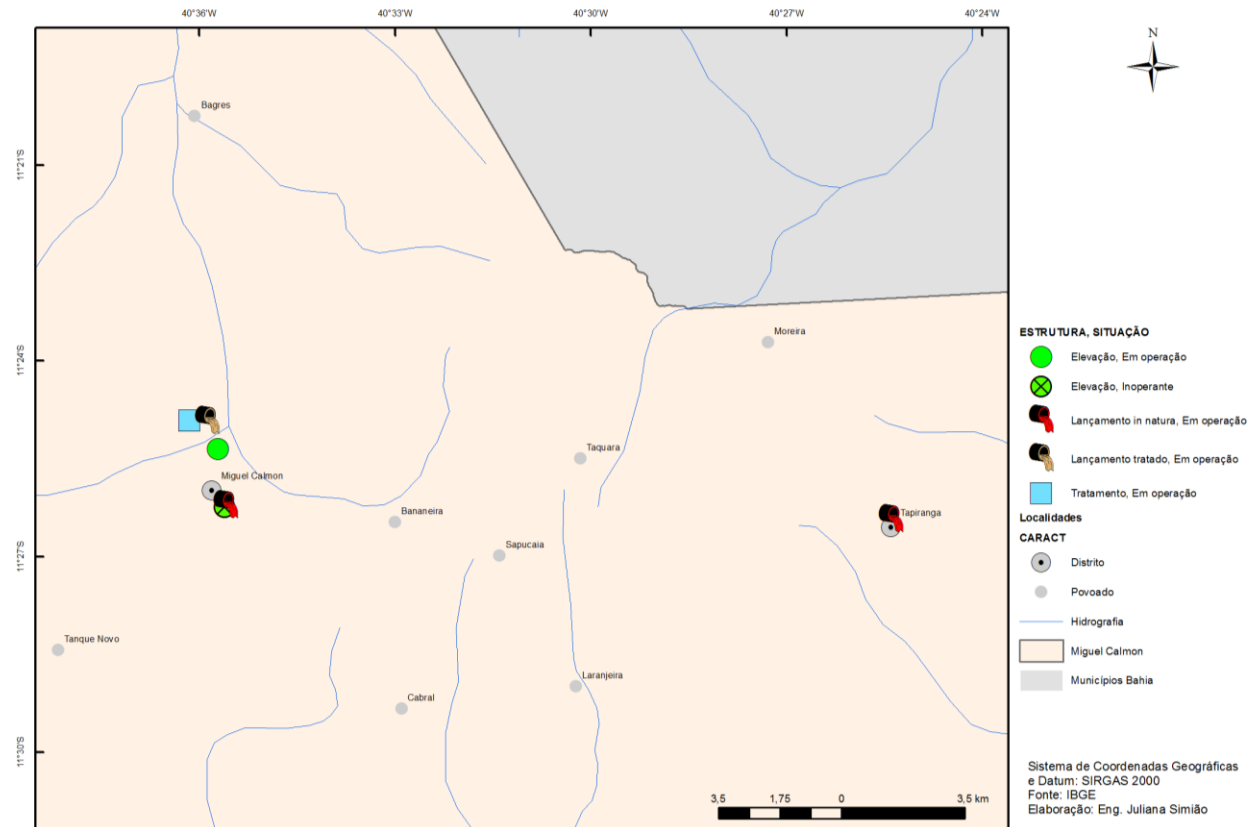 40°36'W
40°33'W
40°30'W
40°27'W
40°24'W
N
Bagres
11°21'S
Moreira
11°24'S
Taquara
Miguel Calmon
Bananeira
Tapiranga
Sapucaia
11°27'S
Tanque Novo
Laranjeira
Cabral
11°30'S
3,5 1,75 0 3,5 km
ESTRUTURA, SITUAÇÃO
Elevação, Em operação
Elevação, Inoperante
Lançamento in natura, Em operação
Lançamento tratado, Em operação
Tratamento, Em operação
Localidades
CARACT
Distrito
Povoado
Hidrografia
Miguel Calmon
Municípios Bahia
Sistema de Coordenadas Geográficas
e Datum: SIRGAS 2000
Fonte: IBGE
Elaboração: Eng. Juliana Simião